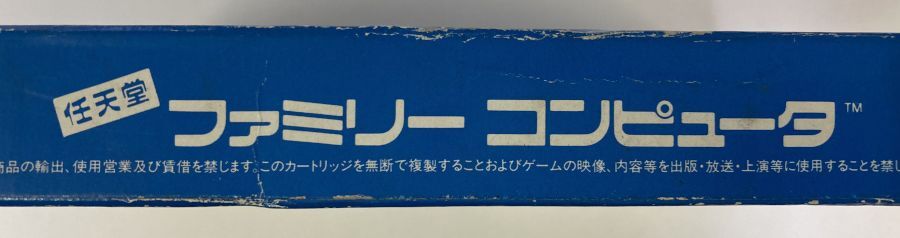 任天堂
ファミリー コンピュータ™
商品の輸出、使用営業及び賃借を禁じます。このカートリッジを無断で複製することおよびゲームの映像、内容等を出版・放送・上演等に使用することを禁じ